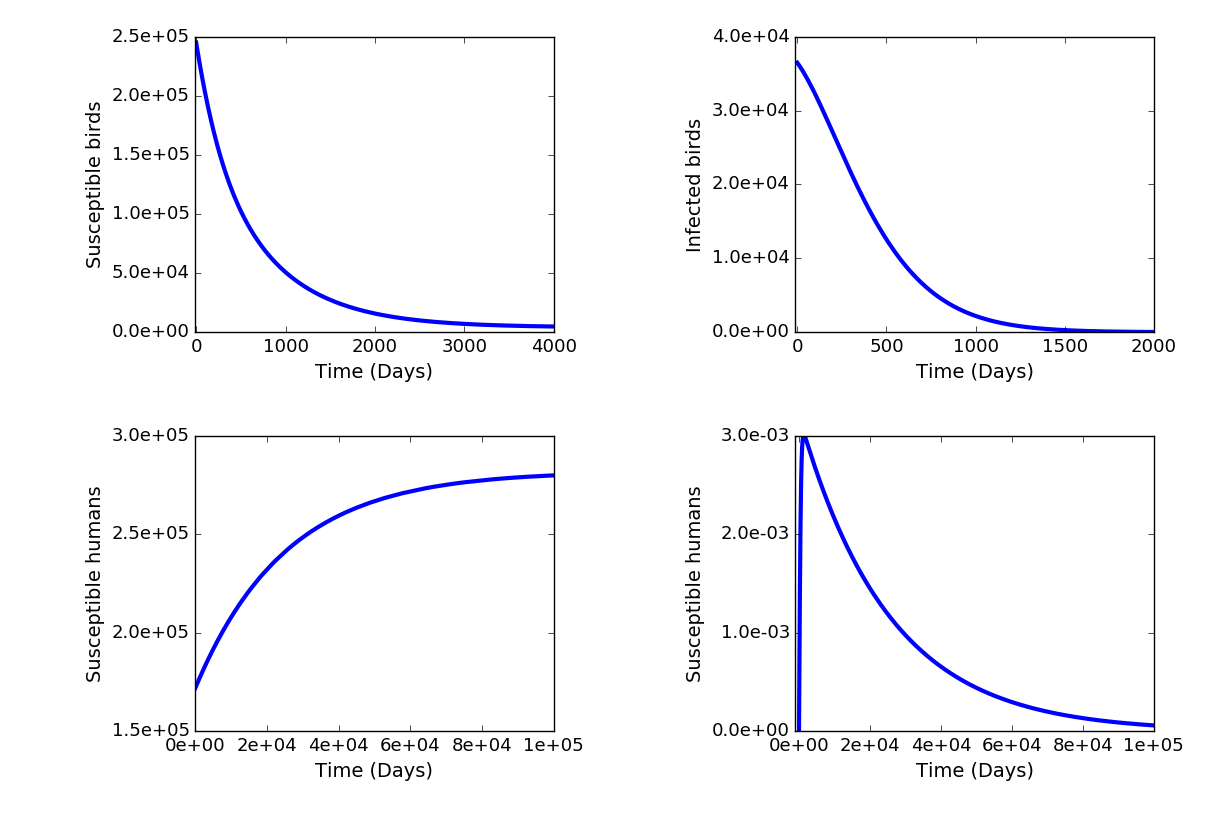 Susceptible birds
2.5e+05
2.0e+05
1.5e+05
1.0e+05
5.0e+04
0.0e+00
0 1000 2000 3000 4000
Time (Days)
Infected birds
4.0e+04
3.0e+04
2.0e+04
1.0e+04
0.0e+00
0 500 1000 1500 2000
Time (Days)
Susceptible humans
3.0e+05
2.5e+05
2.0e+05
1.5e+05
0e+00 2e+04 4e+04 6e+04 8e+04 1e+05
Time (Days)
Susceptible humans
3.0e-03
2.0e-03
1.0e-03
0.0e+00
0e+00 2e+04 4e+04 6e+04 8e+04 1e+05
Time (Days)